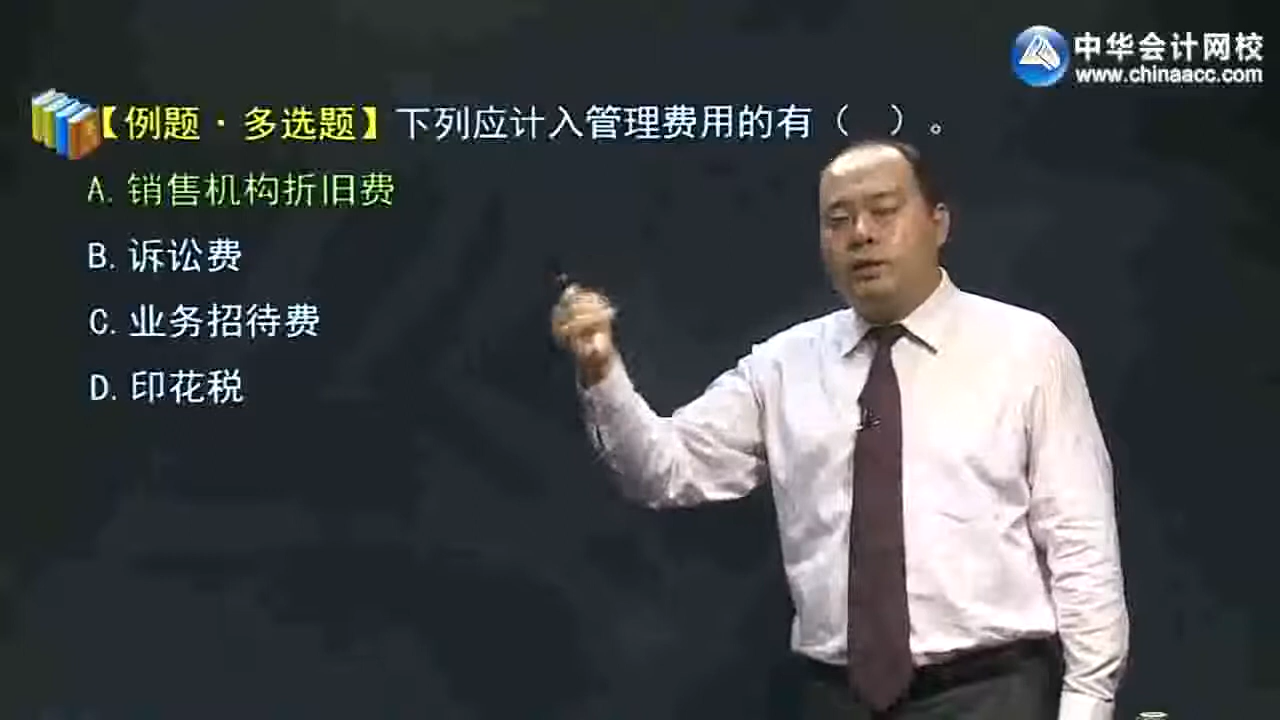 中华会计网校
www.chinaacc.com
【例题·多选题】下列应计入管理费用的有（　）。
A. 销售机构折旧费
B. 诉讼费
C. 业务招待费
D. 印花税